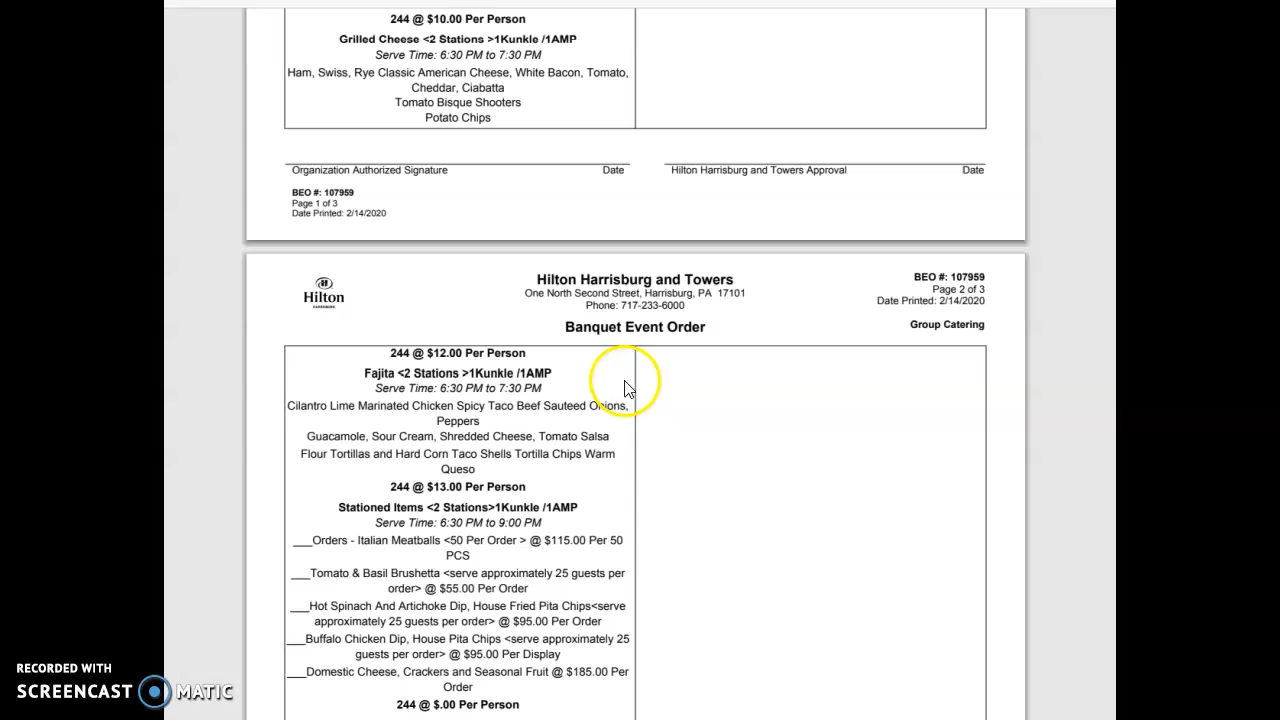 244 @ $10.00 Per Person
Grilled Cheese <2 Stations >1Kunkle /1AMP
Serve Time: 6:30 PM to 7:30 PM
Ham, Swiss, Rye Classic American Cheese, White Bacon, Tomato,
Cheddar, Ciabatta
Tomato Bisque Shooters
Potato Chips
Organization Authorized Signature Date
Hilton Harrisburg and Towers Approval Date
BEO #: 107959
Page 1 of 3
Date Printed: 2/14/2020
Hilton
HARRISBURG
Hilton Harrisburg and Towers
One North Second Street, Harrisburg, PA 17101
Phone: 717-233-6000
Banquet Event Order
BEO #: 107959
Page 2 of 3
Date Printed: 2/14/2020
Group Catering
244 @ $12.00 Per Person
Fajita <2 Stations >1Kunkle /1AMP
Serve Time: 6:30 PM to 7:30 PM
Cilantro Lime Marinated Chicken Spicy Taco Beef Sauteed Onions,
Peppers
Guacamole, Sour Cream, Shredded Cheese, Tomato Salsa
Flour Tortillas and Hard Corn Taco Shells Tortilla Chips Warm
Queso
244 @ $13.00 Per Person
Stationed Items <2 Stations>1Kunkle /1AMP
Serve Time: 6:30 PM to 9:00 PM
___Orders - Italian Meatballs <50 Per Order > @ $115.00 Per 50
PCS
___Tomato & Basil Brushetta <serve approximately 25 guests per
order> @ $55.00 Per Order
___Hot Spinach And Artichoke Dip, House Fried Pita Chips<serve
approximately 25 guests per order> @ $95.00 Per Order
___Buffalo Chicken Dip, House Pita Chips <serve approximately 25
guests per order> @ $95.00 Per Display
___Domestic Cheese, Crackers and Seasonal Fruit @ $185.00 Per
Order
244 @ $.00 Per Person
RECORDED WITH
SCREENCAST MATIC